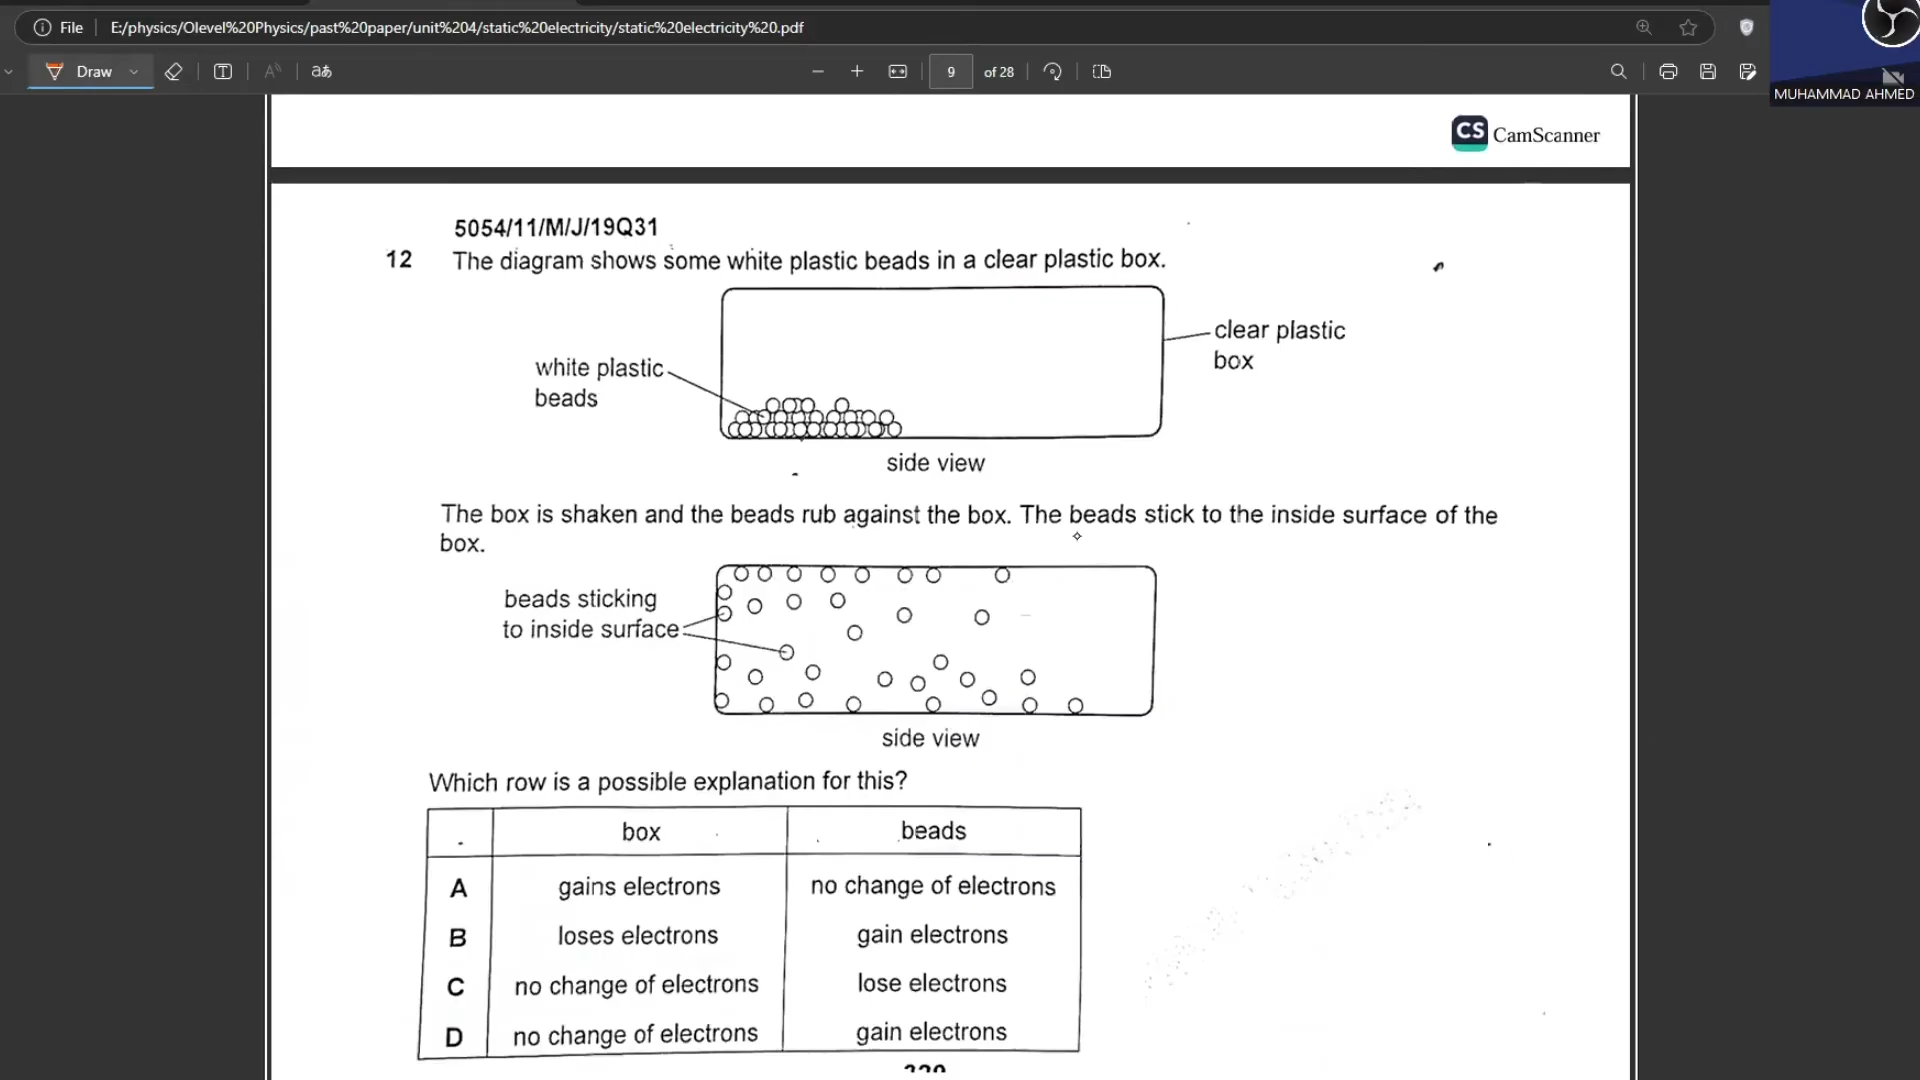 File E:/physics/Olevel%20Physics/past%20paper/unit%204/static%20electricity/static%20electricity%20.pdf
Draw aあ 9 of 28
MUHAMMAD AHMED
CS CamScanner
5054/11/M/J/19Q31
12 The diagram shows some white plastic beads in a clear plastic box.
clear plastic
box
white plastic
beads
side view
The box is shaken and the beads rub against the box. The beads stick to the inside surface of the
box.
beads sticking
to inside surface
side view
Which row is a possible explanation for this?
box beads
A gains electrons no change of electrons
B loses electrons gain electrons
C no change of electrons lose electrons
D no change of electrons gain electrons